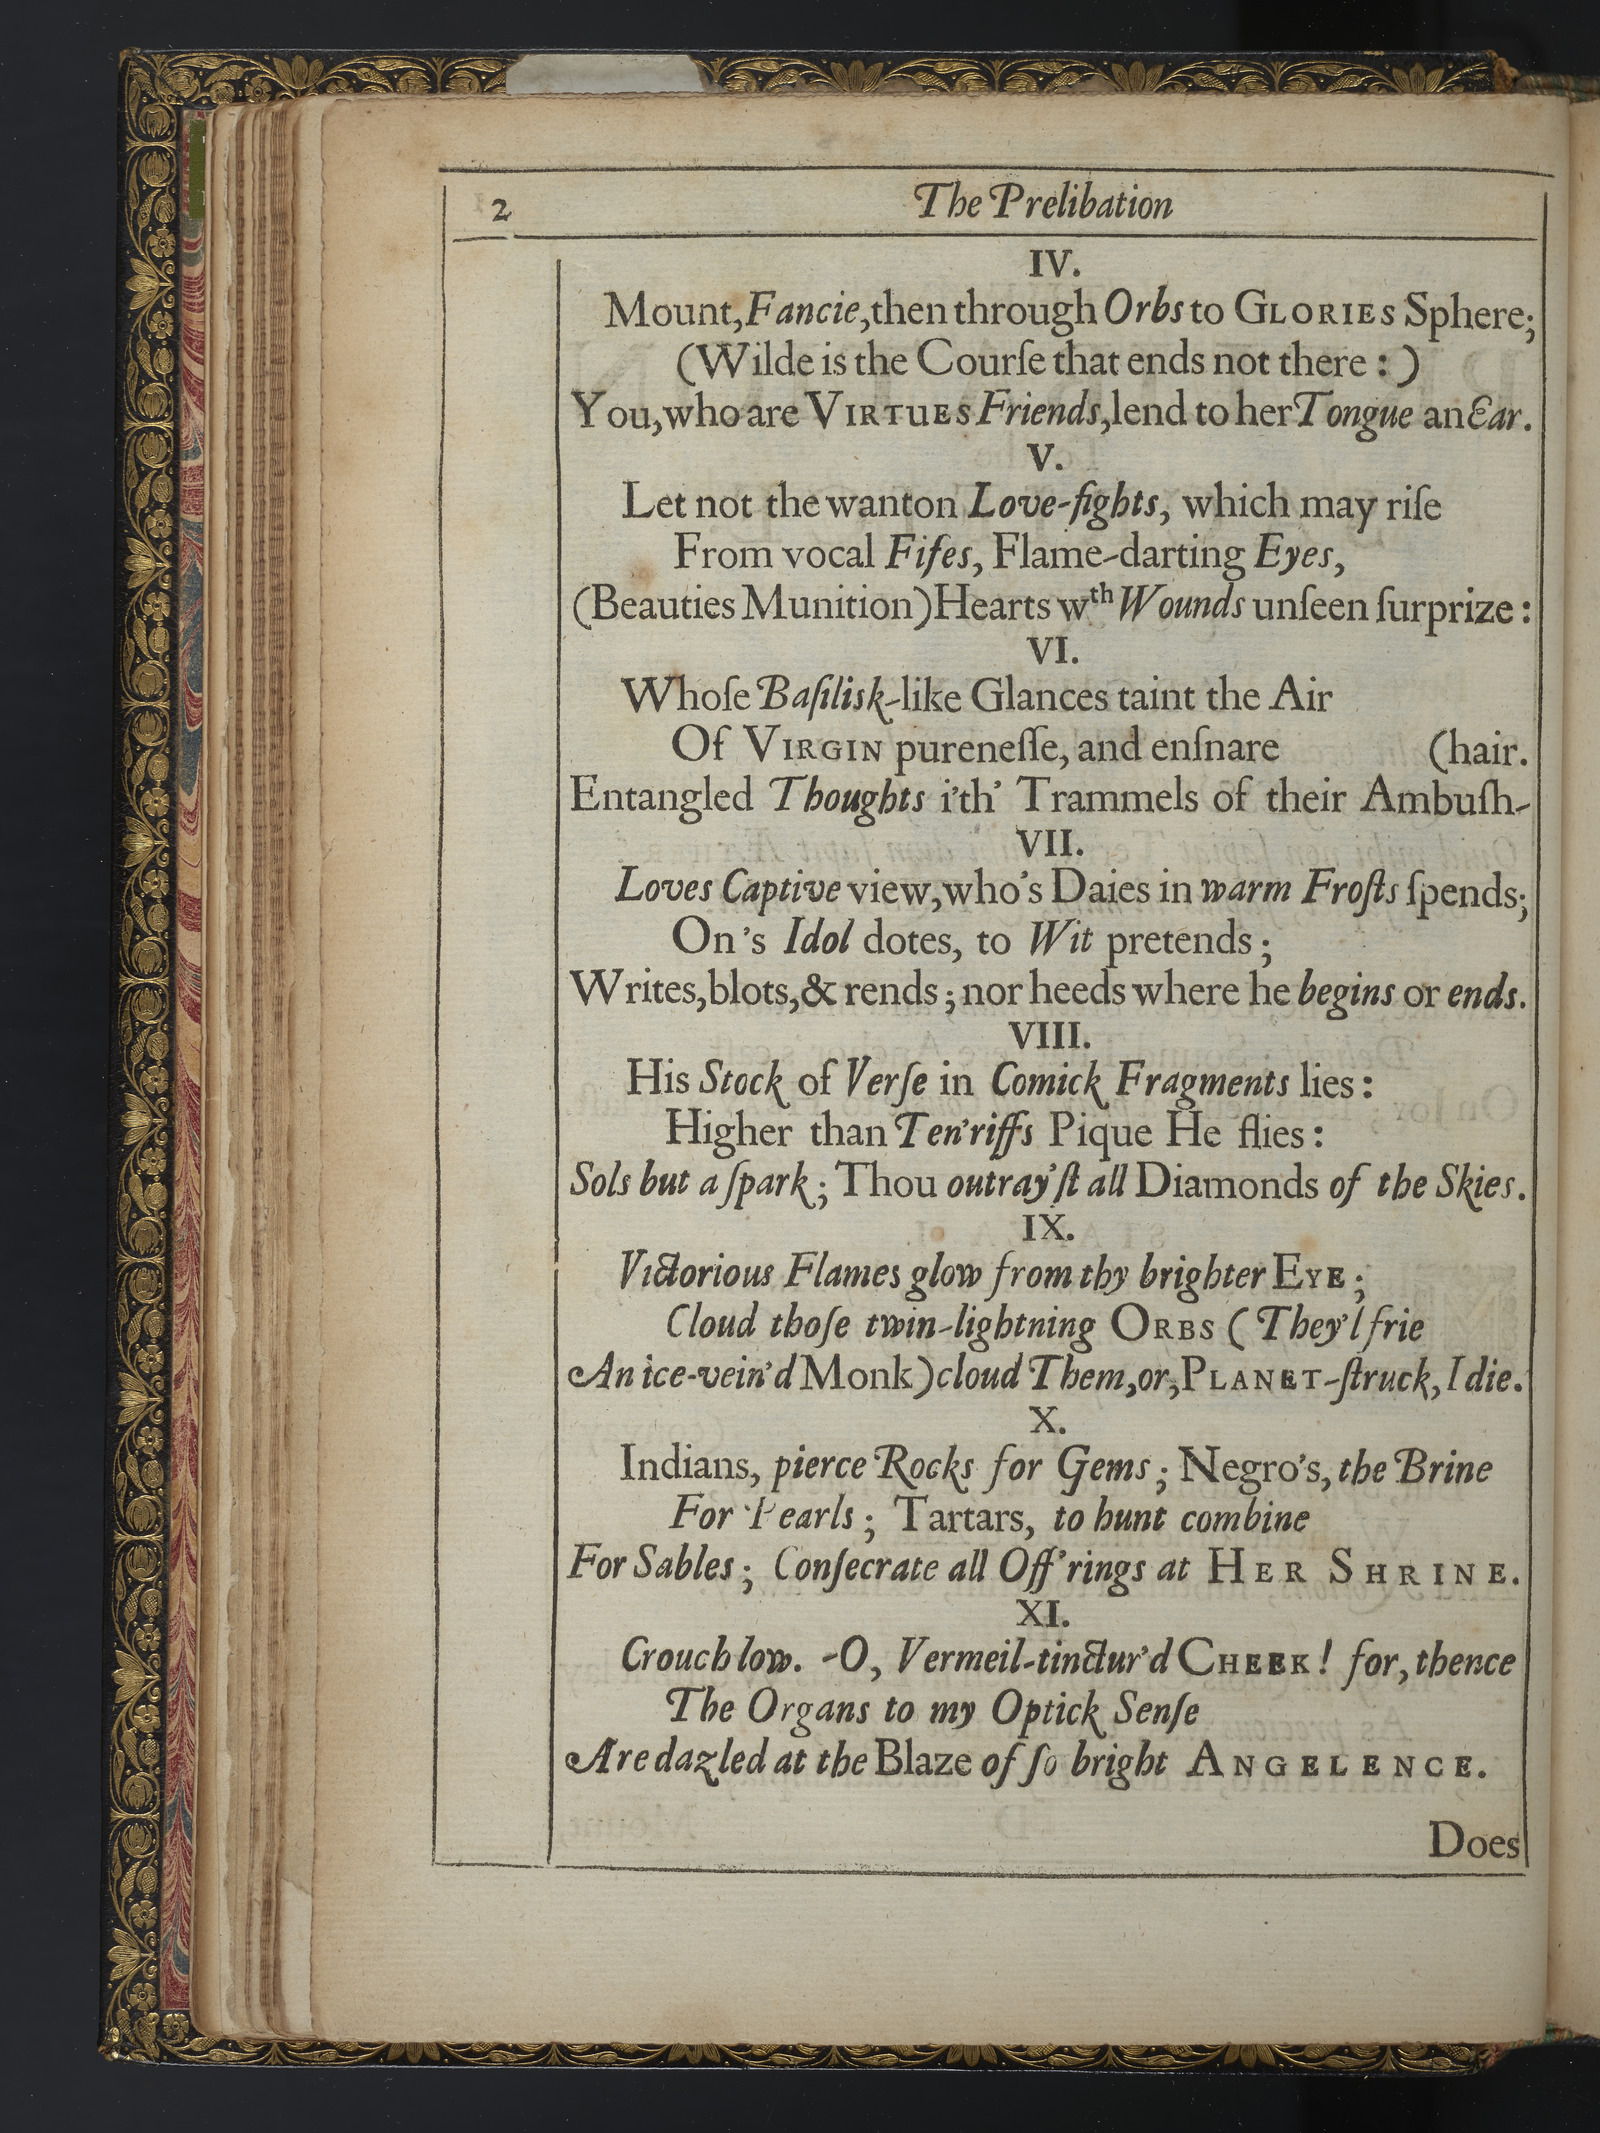 2 The Prelibation
IV.
Mount, Fancie, then through Orbs to GLORIES Sphere;
(Wilde is the Courſe that ends not there : )
You, who are VIRTUES Friends, lend to her Tongue an Ear.
V.
Let not the wanton Love-fights, which may riſe
From vocal Fifes, Flame-darting Eyes,
(Beauties Munition) Hearts wth Wounds unſeen ſurprize :
VI.
Whoſe Baſilisk-like Glances taint the Air
Of VIRGIN pureneſſe, and enſnare (hair.
Entangled Thoughts i'th' Trammels of their Ambuſh-
VII.
Loves Captive view, who's Daies in warm Froſts ſpends;
On's Idol dotes, to Wit pretends;
Writes, blots, & rends; nor heeds where he begins or ends.
VIII.
His Stock of Verſe in Comick Fragments lies :
Higher than Ten'riffs Pique He flies :
Sols but a ſpark; Thou outray'ſt all Diamonds of the Skies.
IX.
Victorious Flames glow from thy brighter EYE;
Cloud thoſe twin-lightning ORBS (They'l frie
An ice-vein'd Monk) cloud Them, or, PLANET-ſtruck, I die.
X.
Indians, pierce Rocks for Gems; Negro's, the Brine
For Pearls; Tartars, to hunt combine
For Sables; Conſecrate all Off'rings at HER SHRINE.
XI.
Crouch low. -O, Vermeil-tinctur'd CHEEK! for, thence
The Organs to my Optick Senſe
Are dazled at the Blaze of ſo bright ANGELENCE.
Does